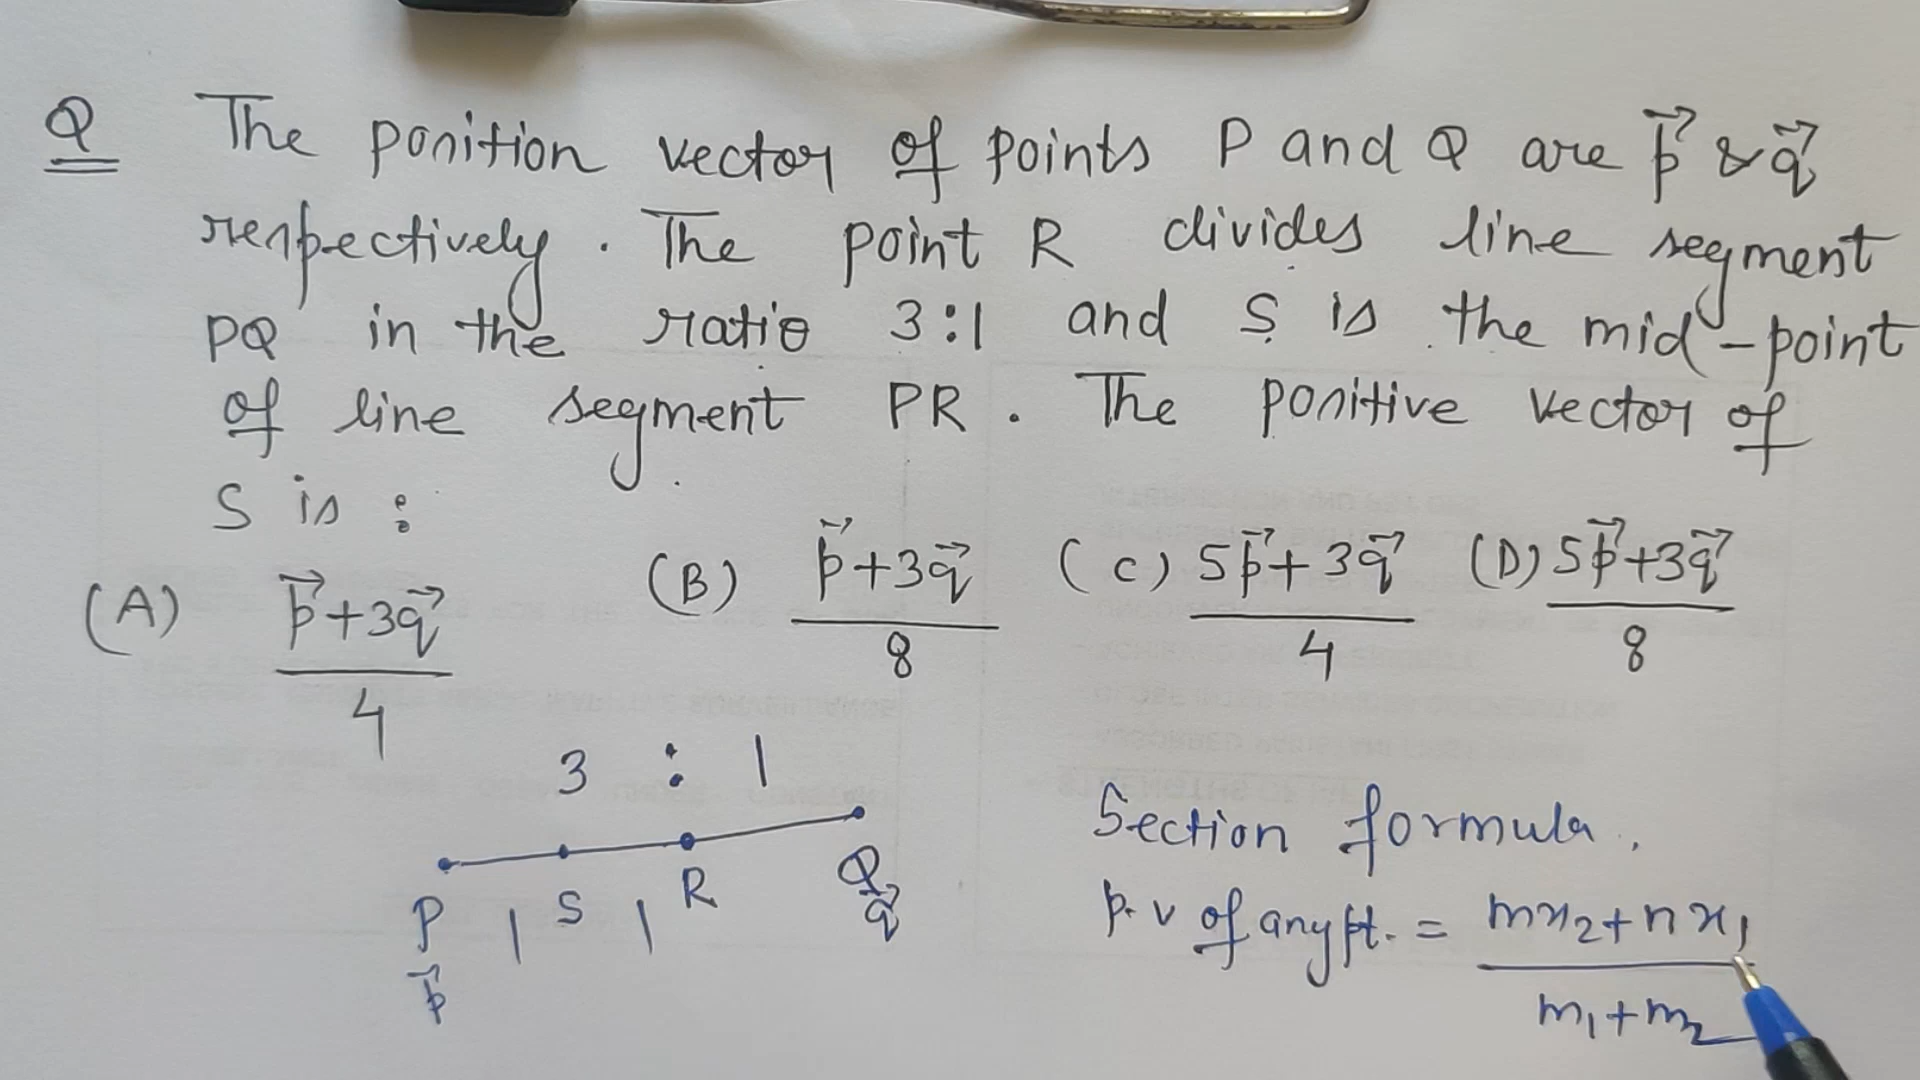 Q The position vector of points P and Q are p⃗ & q⃗
respectively. The point R divides line segment
PQ in the ratio 3:1 and S is the mid-point
of line segment PR. The positive vector of
S is :
(A) (p⃗+3q⃗)/4 (B) (p⃗+3q⃗)/8 (C) (5p⃗+3q⃗)/4 (D) (5p⃗+3q⃗)/8
3 : 1
P | S | R Q
p⃗ q⃗
Section formula.
p.v of any pt. = (mx₂+nx₁)/(m₁+m₂)